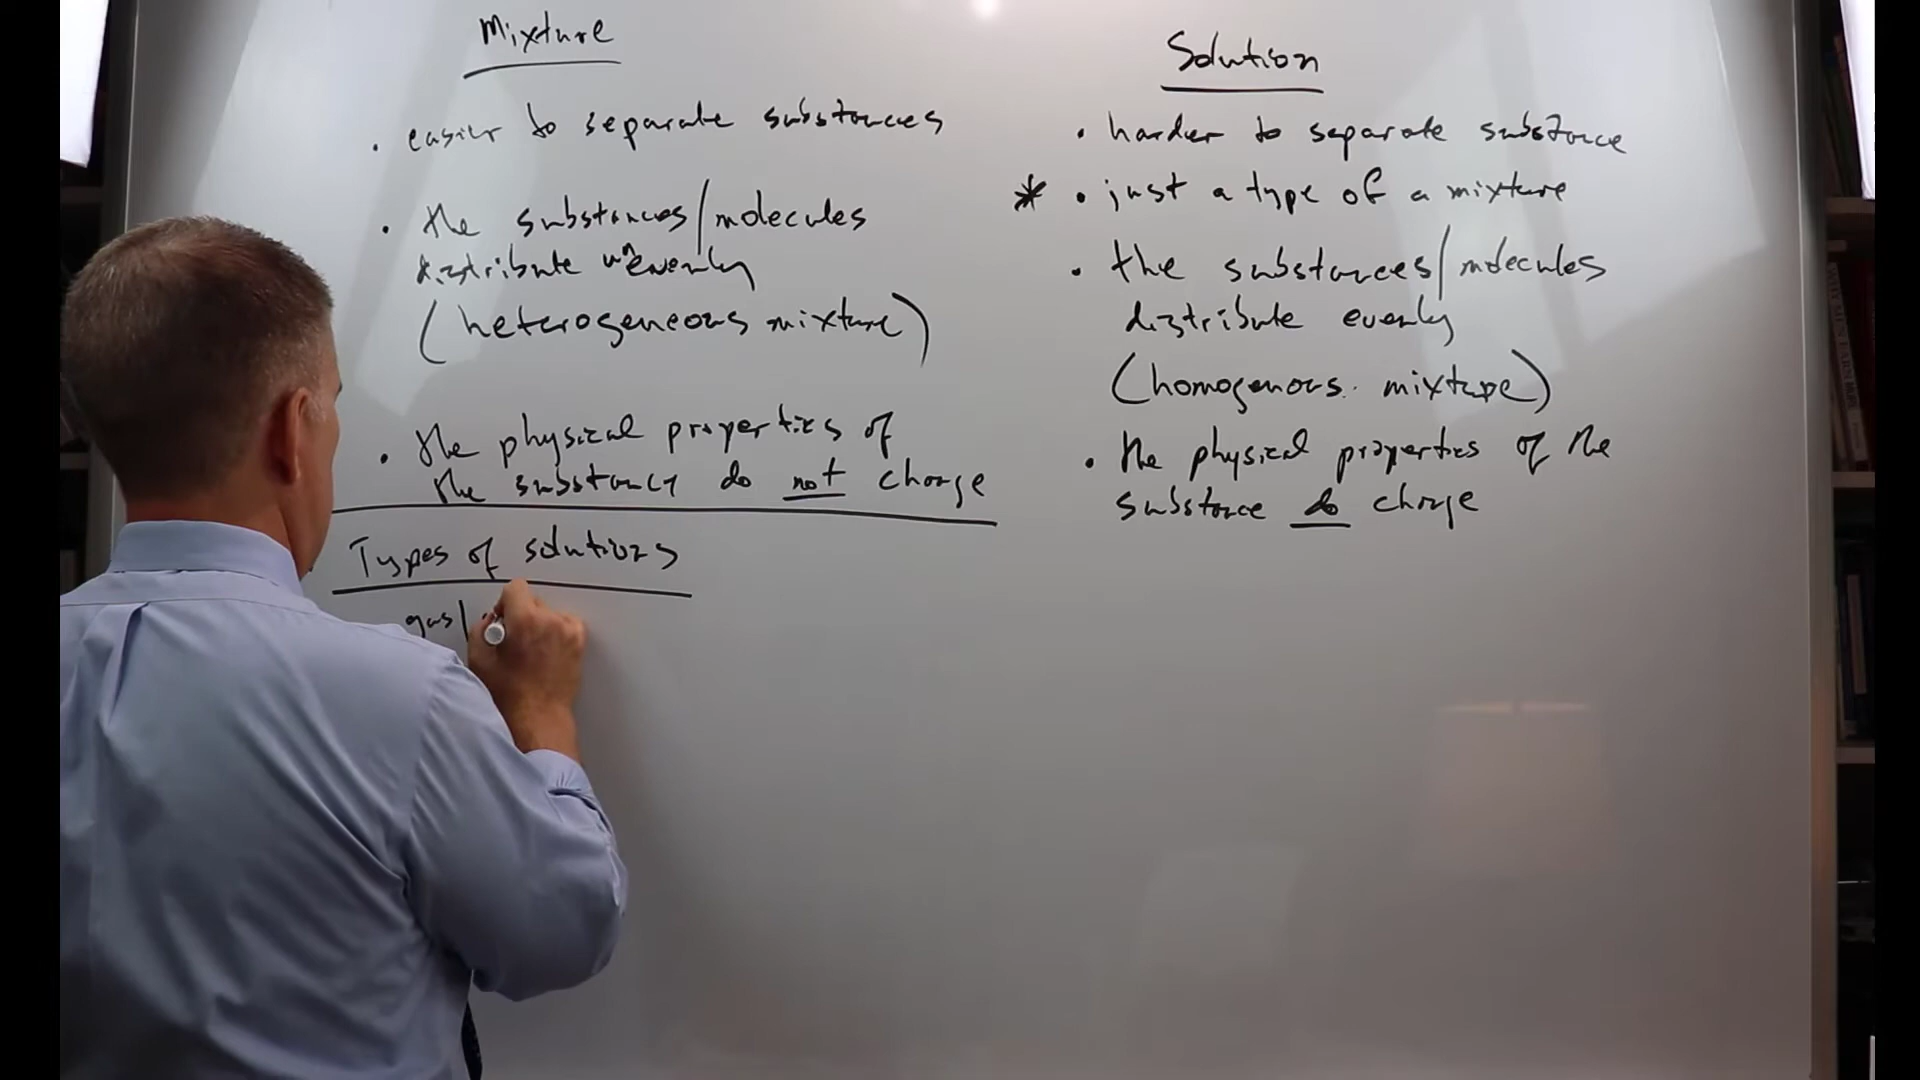 Mixture
• easier to separate substances
• the substances/molecules
distribute unevenly
(heterogeneous mixture)
• the physical properties of
the substancy do not change
Types of solutions
gas/
Solution
• harder to separate substance
* • just a type of a mixture
• the substances/molecules
distribute evenly
(homogenous. mixture)
• the physical properties of the
substance do change